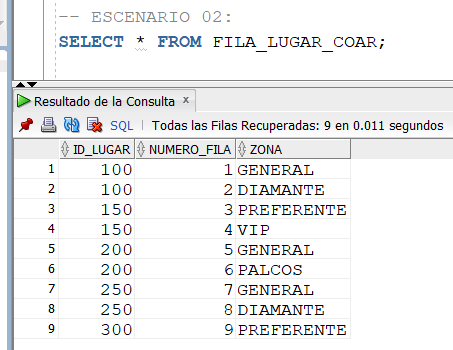 -- ESCENARIO 02:
SELECT * FROM FILA_LUGAR_COAR;
Resultado de la Consulta x
SQL | Todas las Filas Recuperadas: 9 en 0.011 segundos
ID_LUGAR NUMERO_FILA ZONA
1 100 1 GENERAL
2 100 2 DIAMANTE
3 150 3 PREFERENTE
4 150 4 VIP
5 200 5 GENERAL
6 200 6 PALCOS
7 250 7 GENERAL
8 250 8 DIAMANTE
9 300 9 PREFERENTE